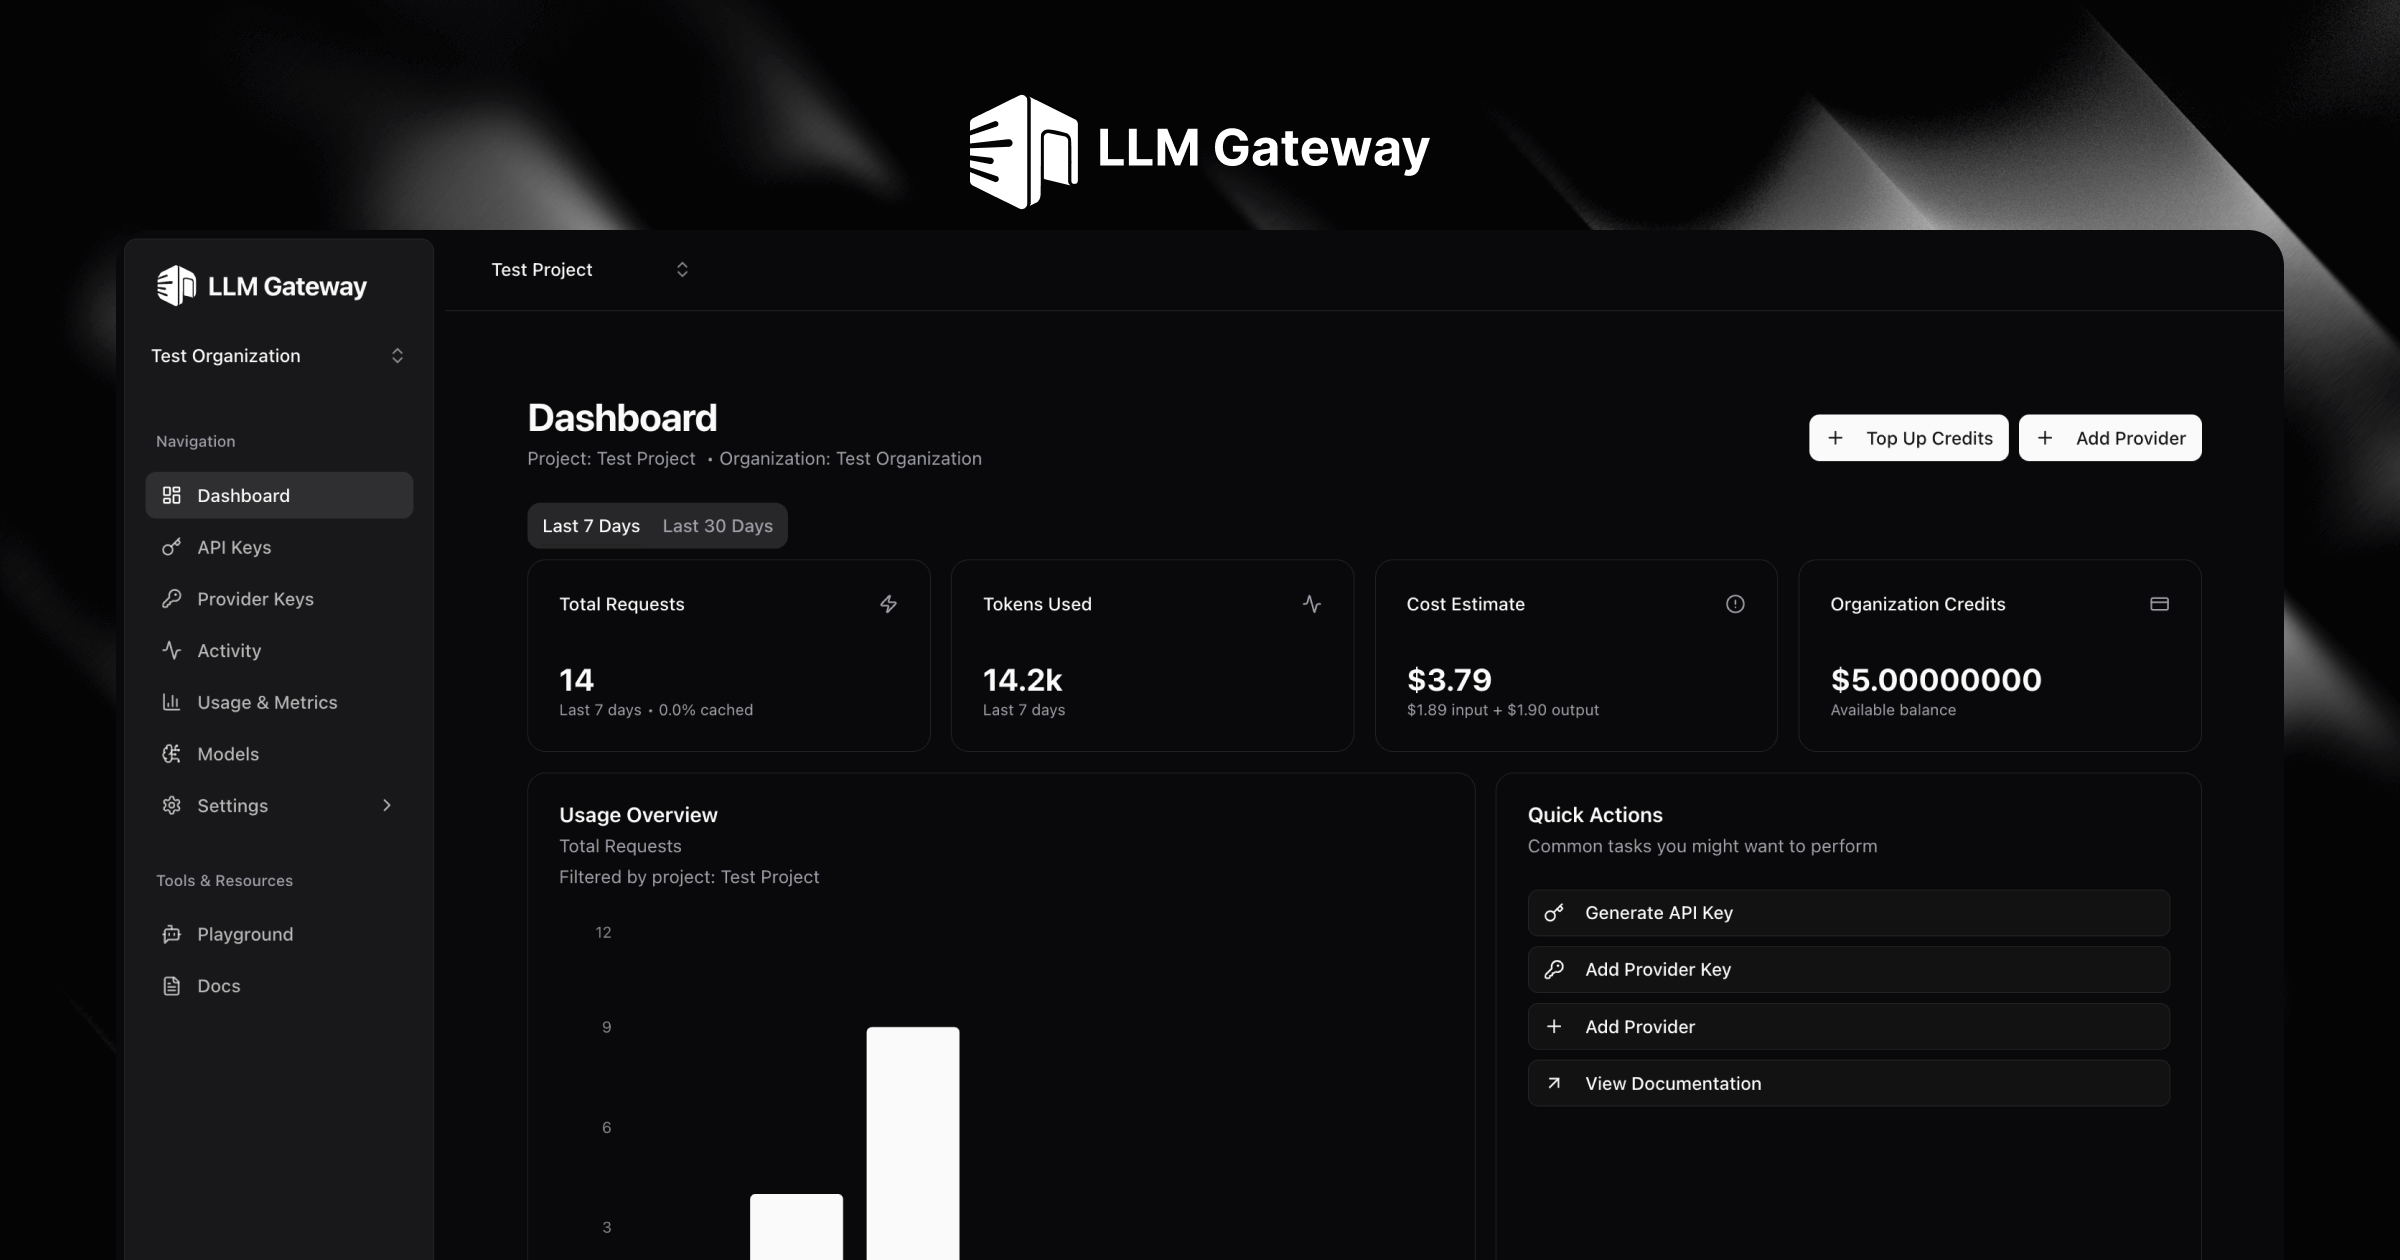 LLM Gateway
LLM Gateway
Test Organization
Navigation
Dashboard
API Keys
Provider Keys
Activity
Usage & Metrics
Models
Settings
Tools & Resources
Playground
Docs
Test Project
Dashboard
Project: Test Project • Organization: Test Organization
Top Up Credits
Add Provider
Last 7 Days Last 30 Days
Total Requests
14
Last 7 days • 0.0% cached
Tokens Used
14.2k
Last 7 days
Cost Estimate
$3.79
$1.89 input + $1.90 output
Organization Credits
$5.00000000
Available balance
Usage Overview
Total Requests
Filtered by project: Test Project
12
9
6
3
Quick Actions
Common tasks you might want to perform
Generate API Key
Add Provider Key
Add Provider
View Documentation